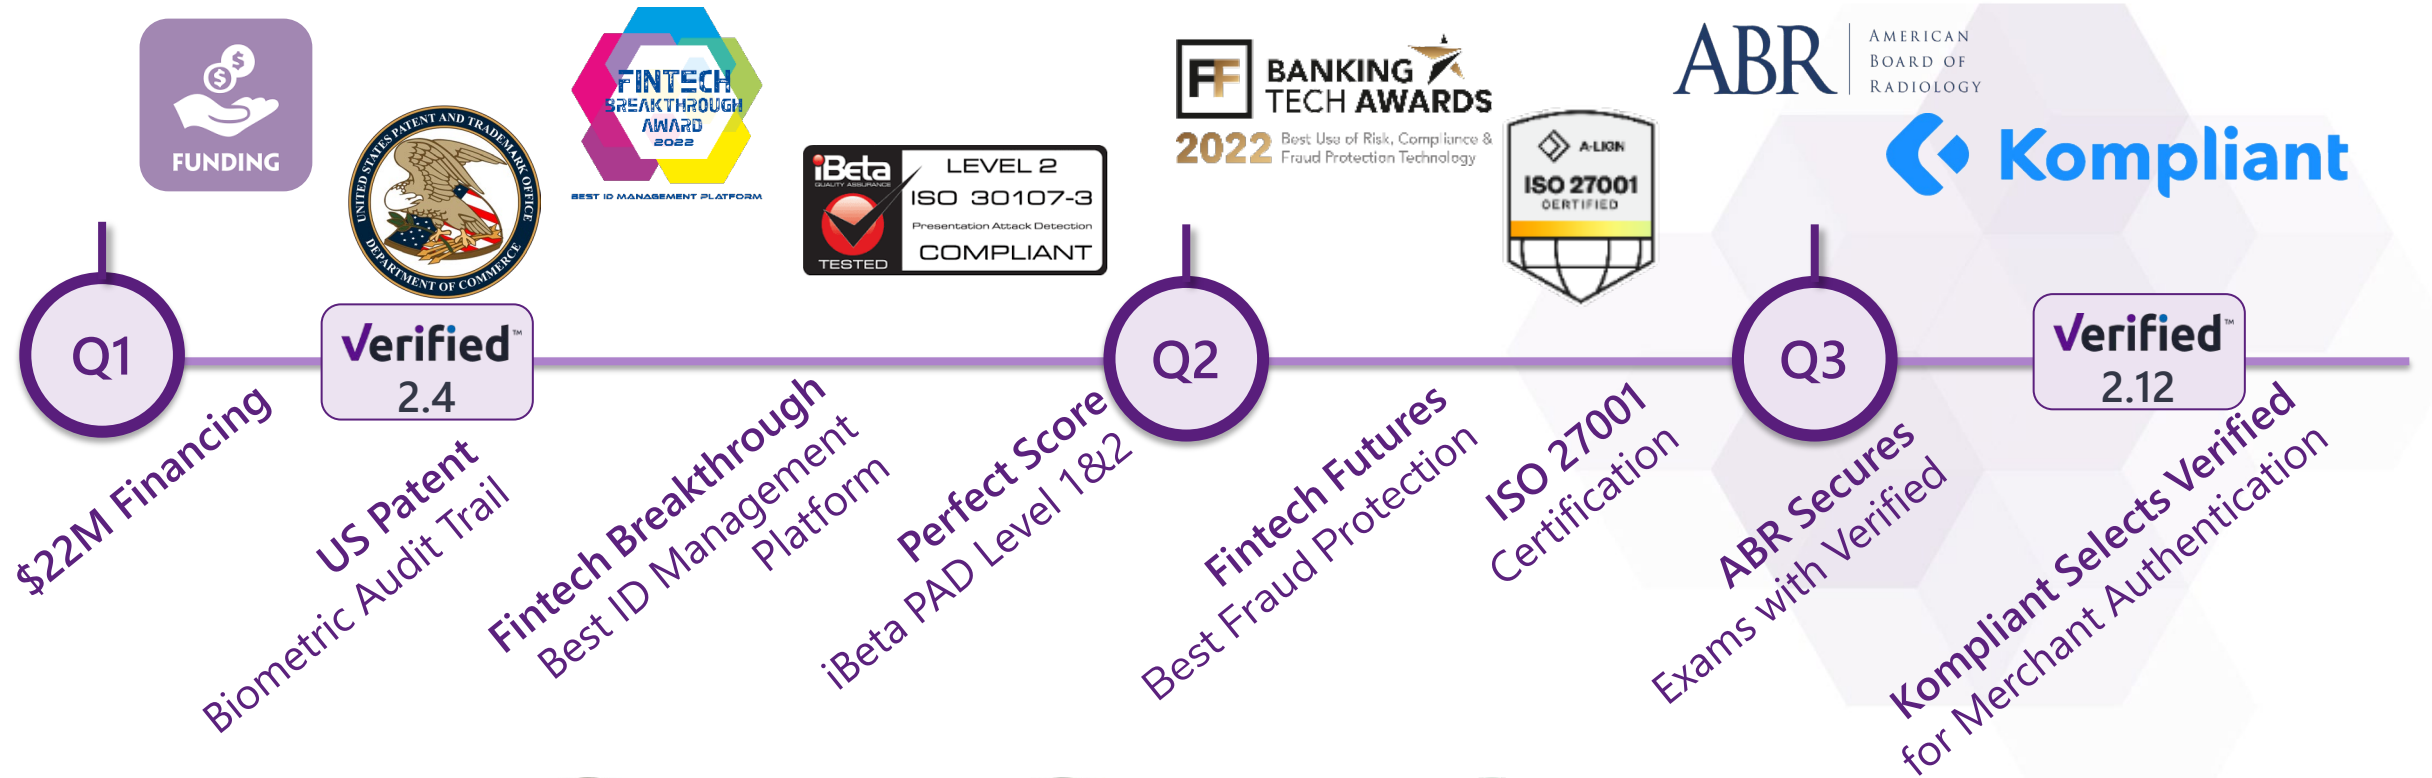 FUNDING
UNITED STATES PATENT AND TRADEMARK OFFICE
DEPARTMENT OF COMMERCE
FINTECH
BREAKTHROUGH
AWARD
2022
BEST ID MANAGEMENT PLATFORM
iBeta
QUALITY ASSURANCE
TESTED
LEVEL 2
ISO 30107-3
Presentation Attack Detection
COMPLIANT
FF
BANKING
TECH AWARDS
2022
Best Use of Risk, Compliance &
Fraud Protection Technology
A-LIGN
ISO 27001
CERTIFIED
ABR
AMERICAN
BOARD OF
RADIOLOGY
Kompliant
Q1
Verified™
2.4
Q2
Q3
Verified™
2.12
$22M Financing
US Patent
Biometric Audit Trail
Fintech Breakthrough
Best ID Management
Platform
Perfect Score
iBeta PAD Level 1&2
Fintech Futures
Best Fraud Protection
ISO 27001
Certification
ABR Secures
Exams with Verified
Kompliant Selects Verified
for Merchant Authentication